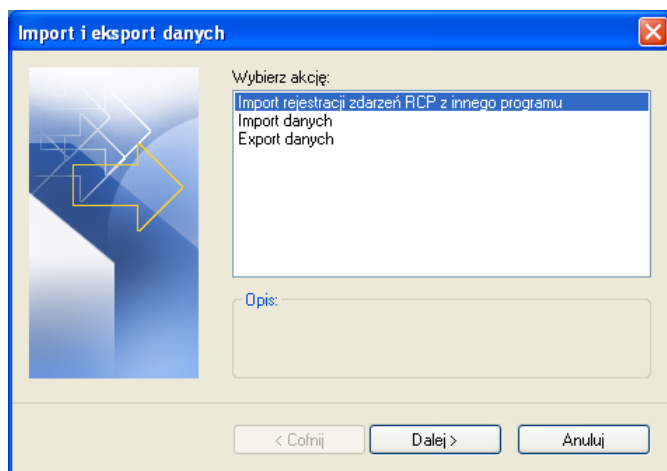 Import i eksport danych
Wybierz akcję:
Import rejestracji zdarzeń RCP z innego programu
Import danych
Export danych
Opis:
< Cofnij
Dalej >
Anuluj